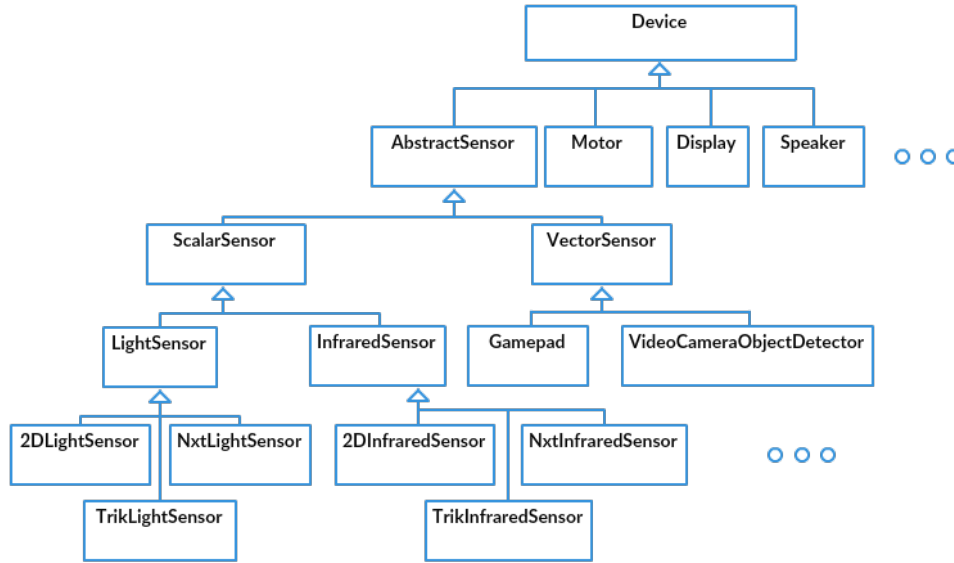 Device
AbstractSensor
Motor
Display
Speaker
ScalarSensor
VectorSensor
LightSensor
InfraredSensor
Gamepad
VideoCameraObjectDetector
2DLightSensor
NxtLightSensor
2DInfraredSensor
NxtInfraredSensor
TrikLightSensor
TrikInfraredSensor